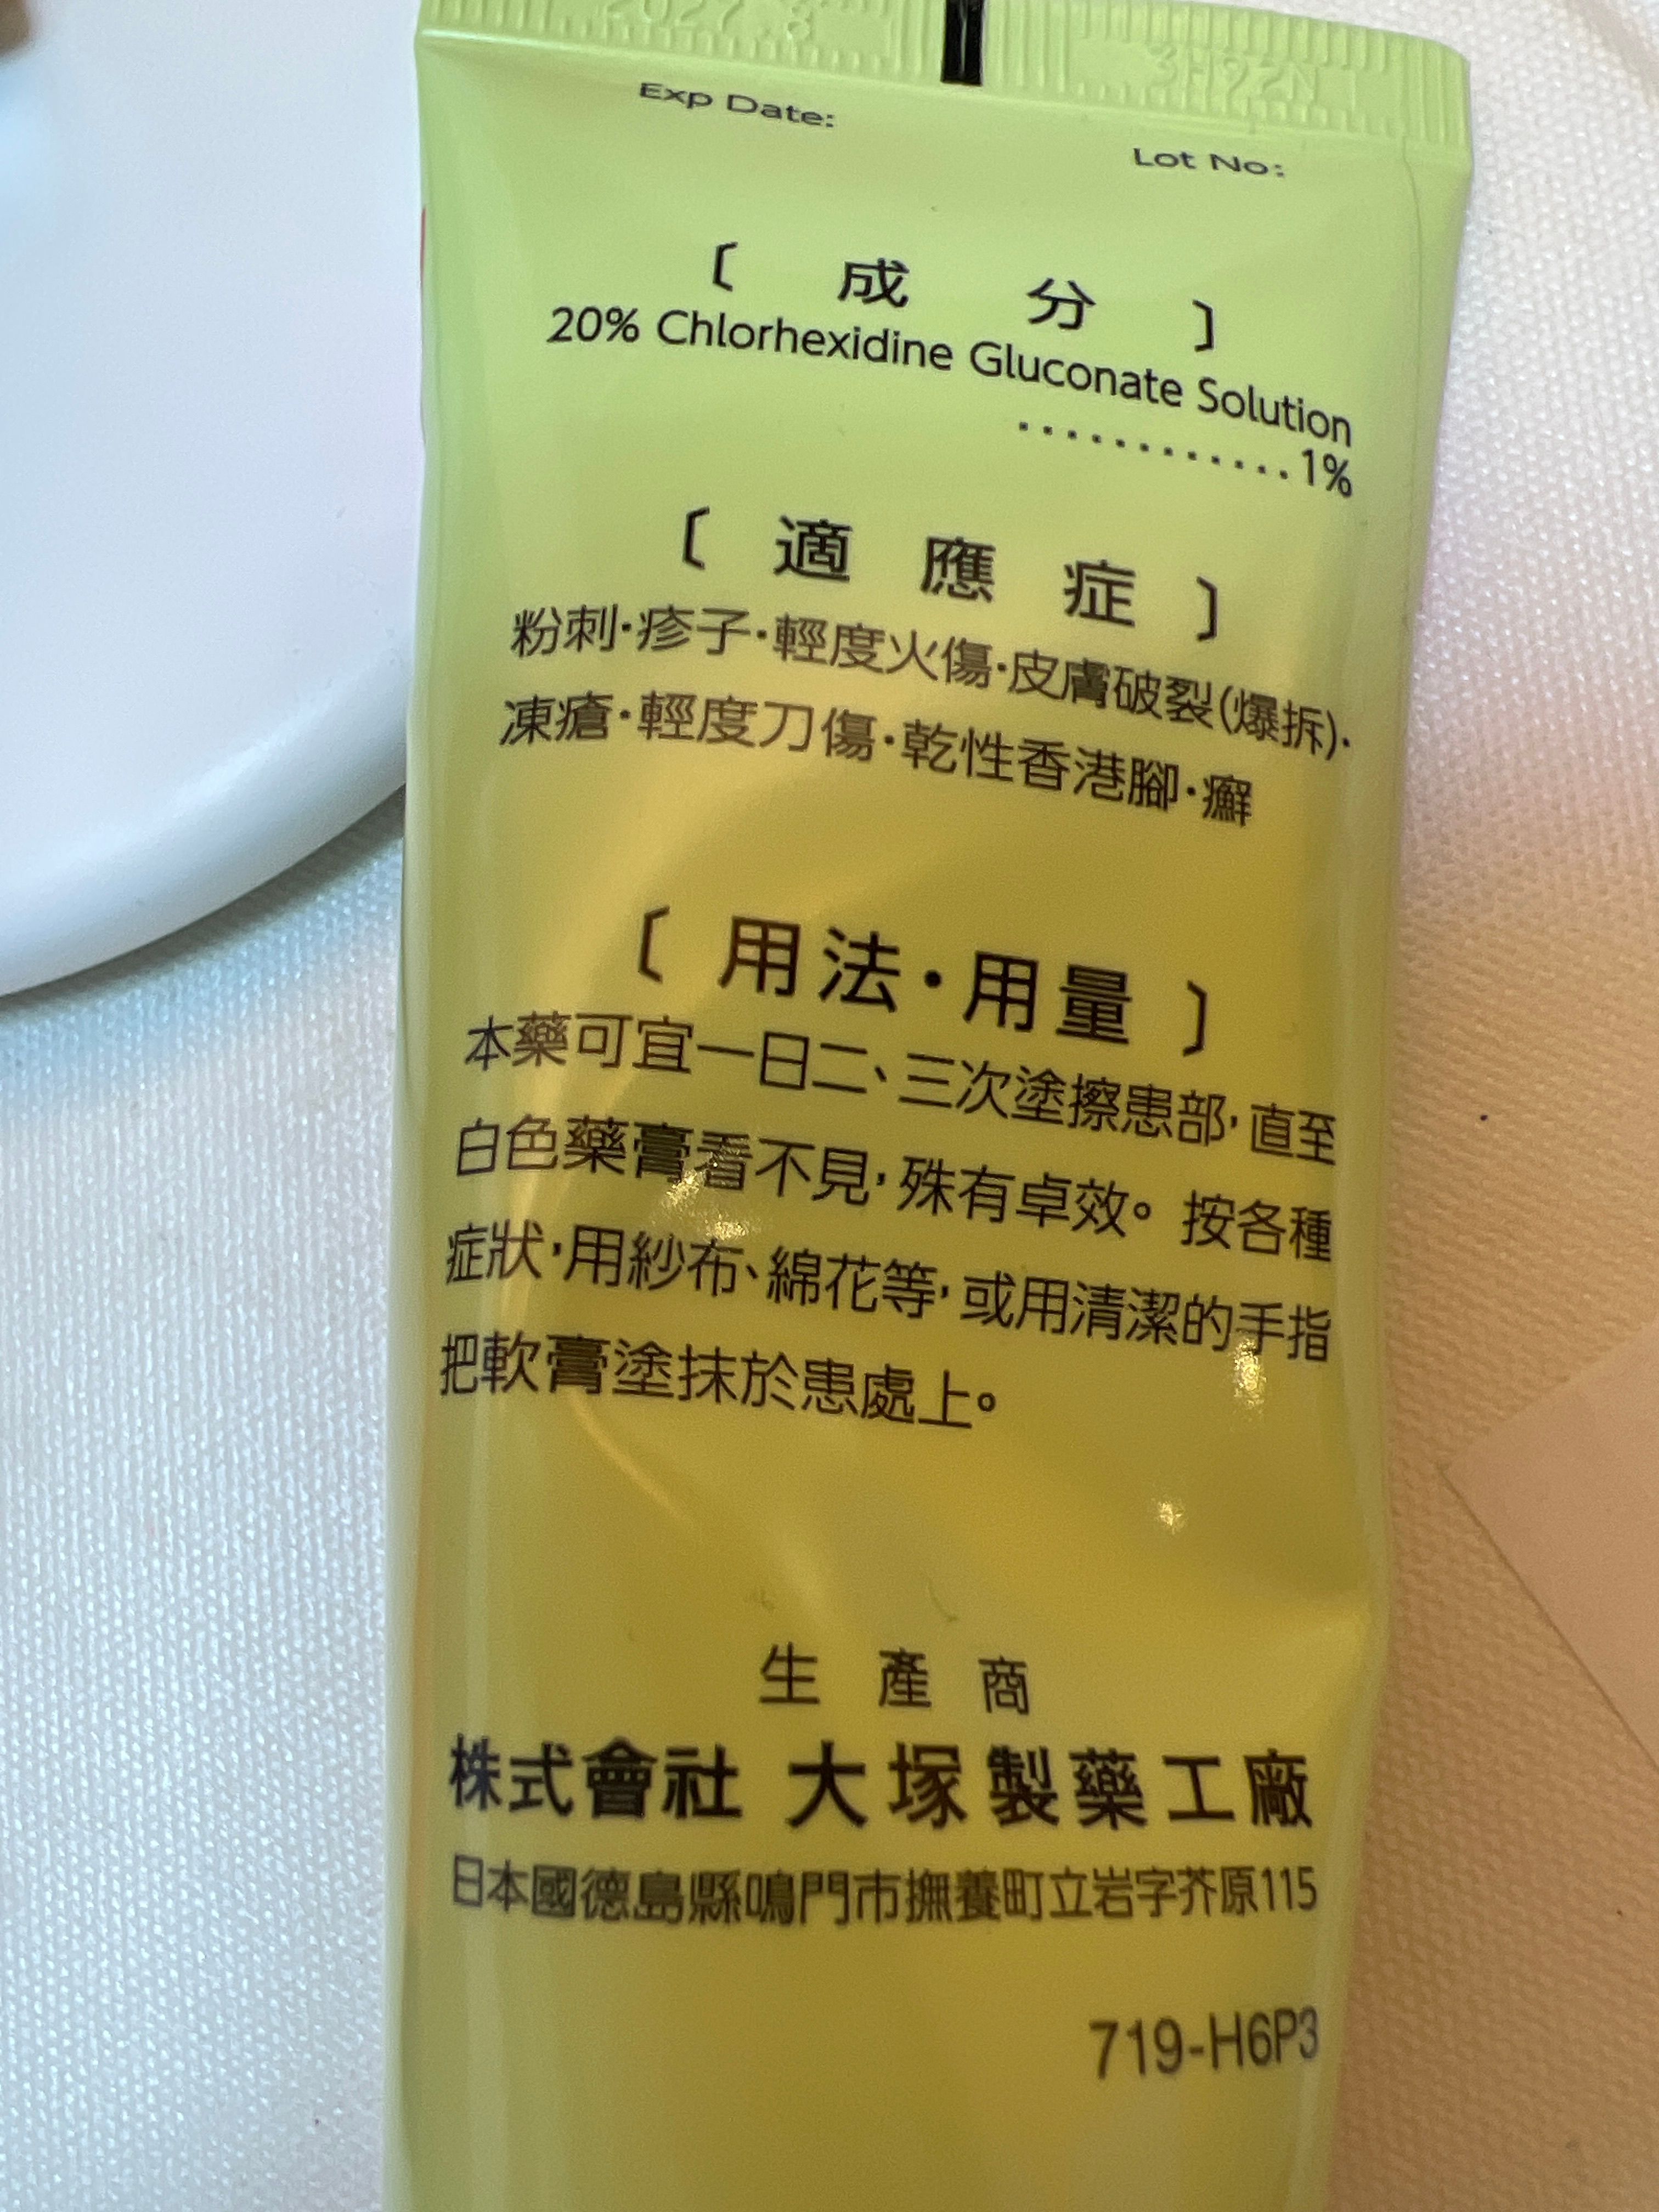 2027.8
3H92N
Exp Date:
Lot No:
〔 成 分 〕
20% Chlorhexidine Gluconate Solution
············1%
〔 適 應 症 〕
粉刺·疹子·輕度火傷·皮膚破裂(爆拆)·
凍瘡·輕度刀傷·乾性香港腳·癬
〔 用法·用量 〕
本藥可宜一日二、三次塗擦患部,直至
白色藥膏看不見,殊有卓效。按各種
症狀,用紗布、綿花等,或用清潔的手指
把軟膏塗抹於患處上。
生 產 商
株式會社 大塚製藥工廠
日本國德島縣鳴門市撫養町立岩字芥原115
719-H6P3